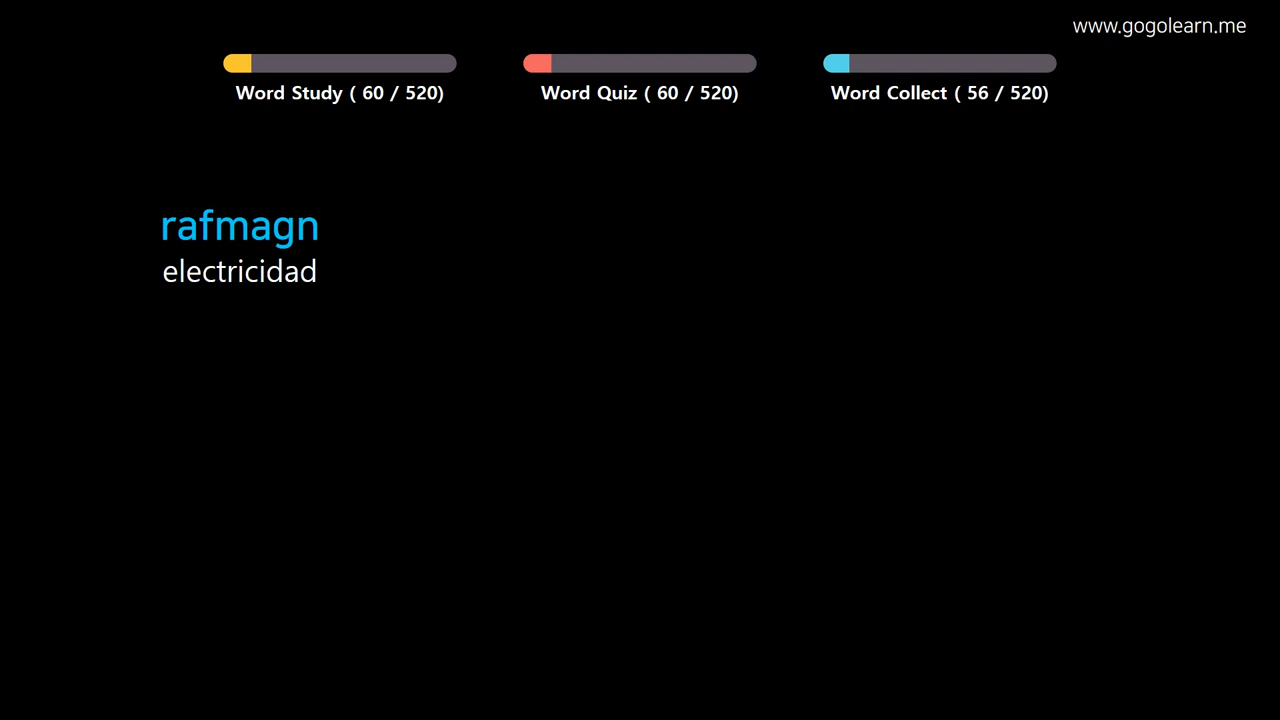 www.gogolearn.me
Word Study ( 60 / 520)
Word Quiz ( 60 / 520)
Word Collect ( 56 / 520)
rafmagn
electricidad